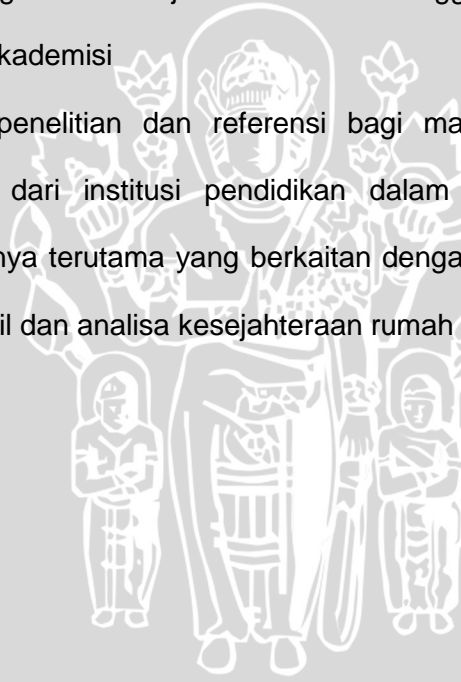 kademisi
penelitian dan referensi bagi ma
dari institusi pendidikan dalam
nya terutama yang berkaitan denga
il dan analisa kesejahteraan rumah